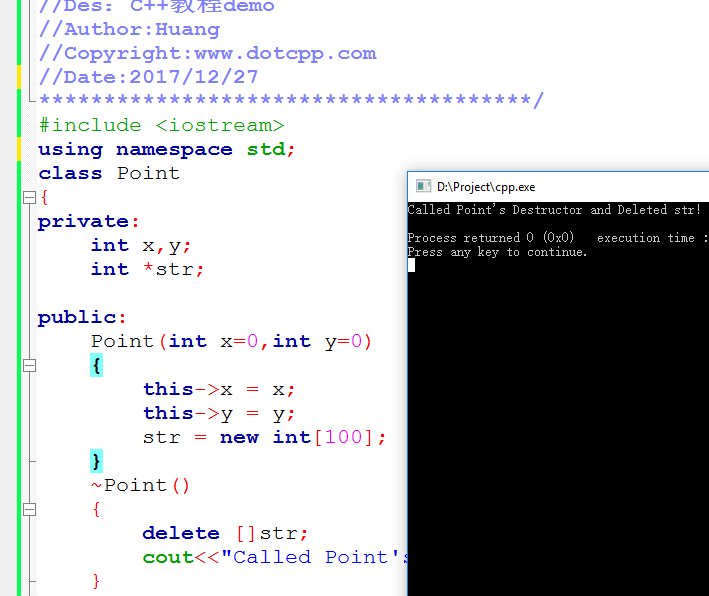 //Des: C++教程demo
//Author:Huang
//Copyright:www.dotcpp.com
//Date:2017/12/27
**************************************/
#include <iostream>
using namespace std;
class Point
{
private:
    int x,y;
    int *str;
public:
    Point(int x=0,int y=0)
    {
        this->x = x;
        this->y = y;
        str = new int[100];
    }
    ~Point()
    {
        delete []str;
        cout<<"Called Point's
    }
D:\Project\cpp.exe
Called Point's Destructor and Deleted str!
Process returned 0 (0x0)   execution time :
Press any key to continue.